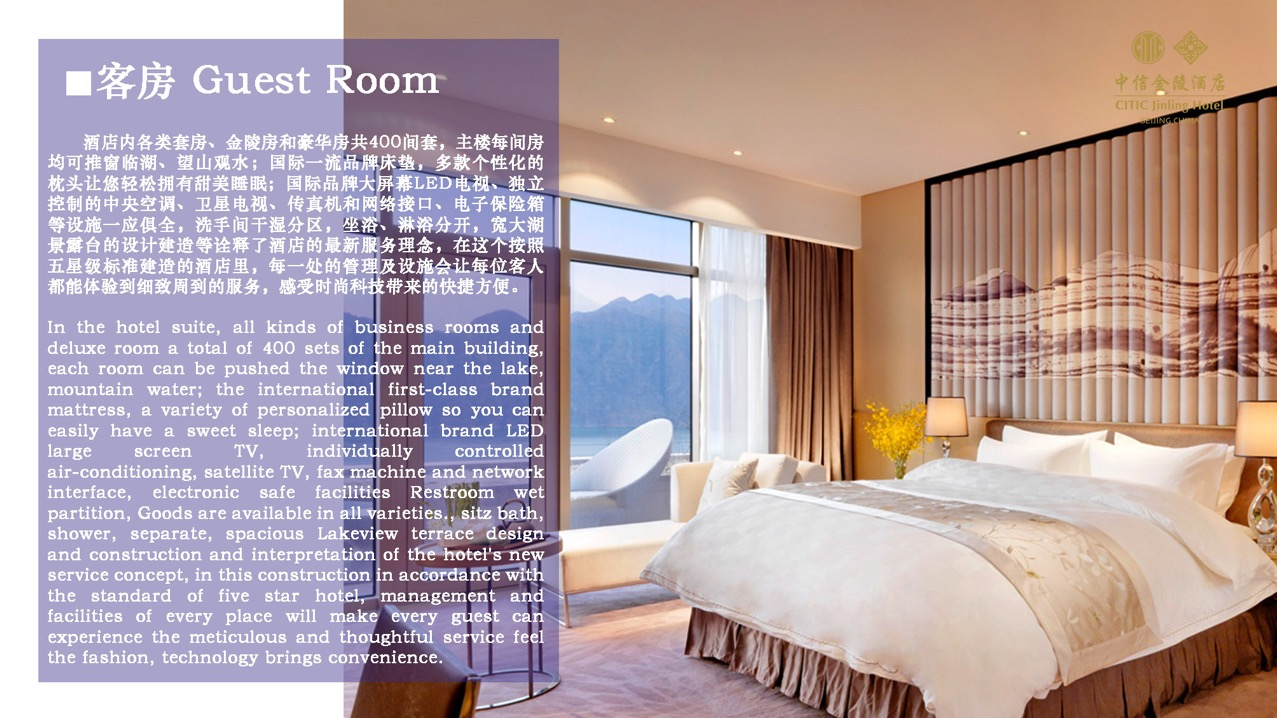 ■客房 Guest Room
酒店内各类套房、金陵房和豪华房共400间套，主楼每间房
均可推窗临湖、望山观水；国际一流品牌床垫，多款个性化的
枕头让您轻松拥有甜美睡眠；国际品牌大屏幕LED电视、独立
控制的中央空调、卫星电视、传真机和网络接口、电子保险箱
等设施一应俱全，洗手间干湿分区，坐浴、淋浴分开，宽大湖
景露台的设计建造等诠释了酒店的最新服务理念，在这个按照
五星级标准建造的酒店里，每一处的管理及设施会让每位客人
都能体验到细致周到的服务，感受时尚科技带来的快捷方便。
In the hotel suite, all kinds of business rooms and
deluxe room a total of 400 sets of the main building,
each room can be pushed the window near the lake,
mountain water; the international first-class brand
mattress, a variety of personalized pillow so you can
easily have a sweet sleep; international brand LED
large screen TV, individually controlled
air-conditioning, satellite TV, fax machine and network
interface, electronic safe facilities Restroom wet
partition, Goods are available in all varieties., sitz bath,
shower, separate, spacious Lakeview terrace design
and construction and interpretation of the hotel's new
service concept, in this construction in accordance with
the standard of five star hotel, management and
facilities of every place will make every guest can
experience the meticulous and thoughtful service feel
the fashion, technology brings convenience.
CITIC
中信金陵酒店
CITIC Jinling Hotel
BEIJING CHINA